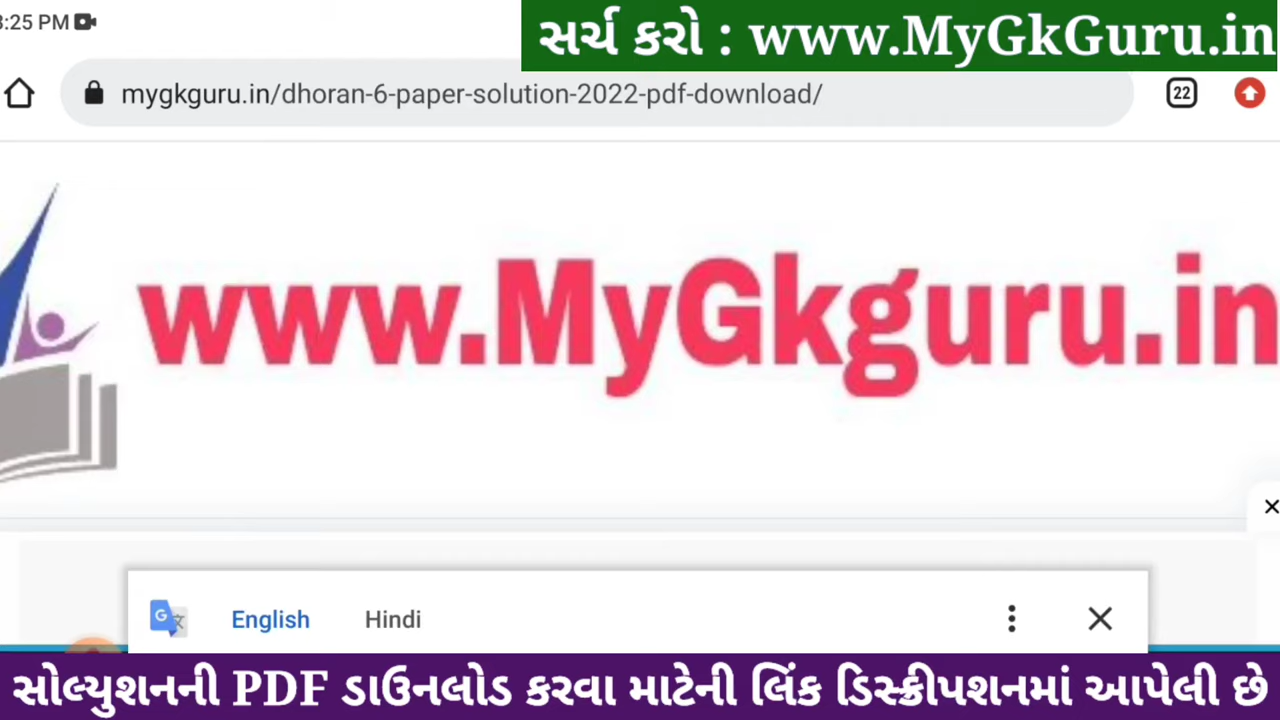 3:25 PM
સર્ચ કરો : www.MyGkGuru.in
mygkguru.in/dhoran-6-paper-solution-2022-pdf-download/
22
www.MyGkguru.in
English Hindi
સોલ્યુશનની PDF ડાઉનલોડ કરવા માટેની લિંક ડિસ્ક્રીપશનમાં આપેલી છે